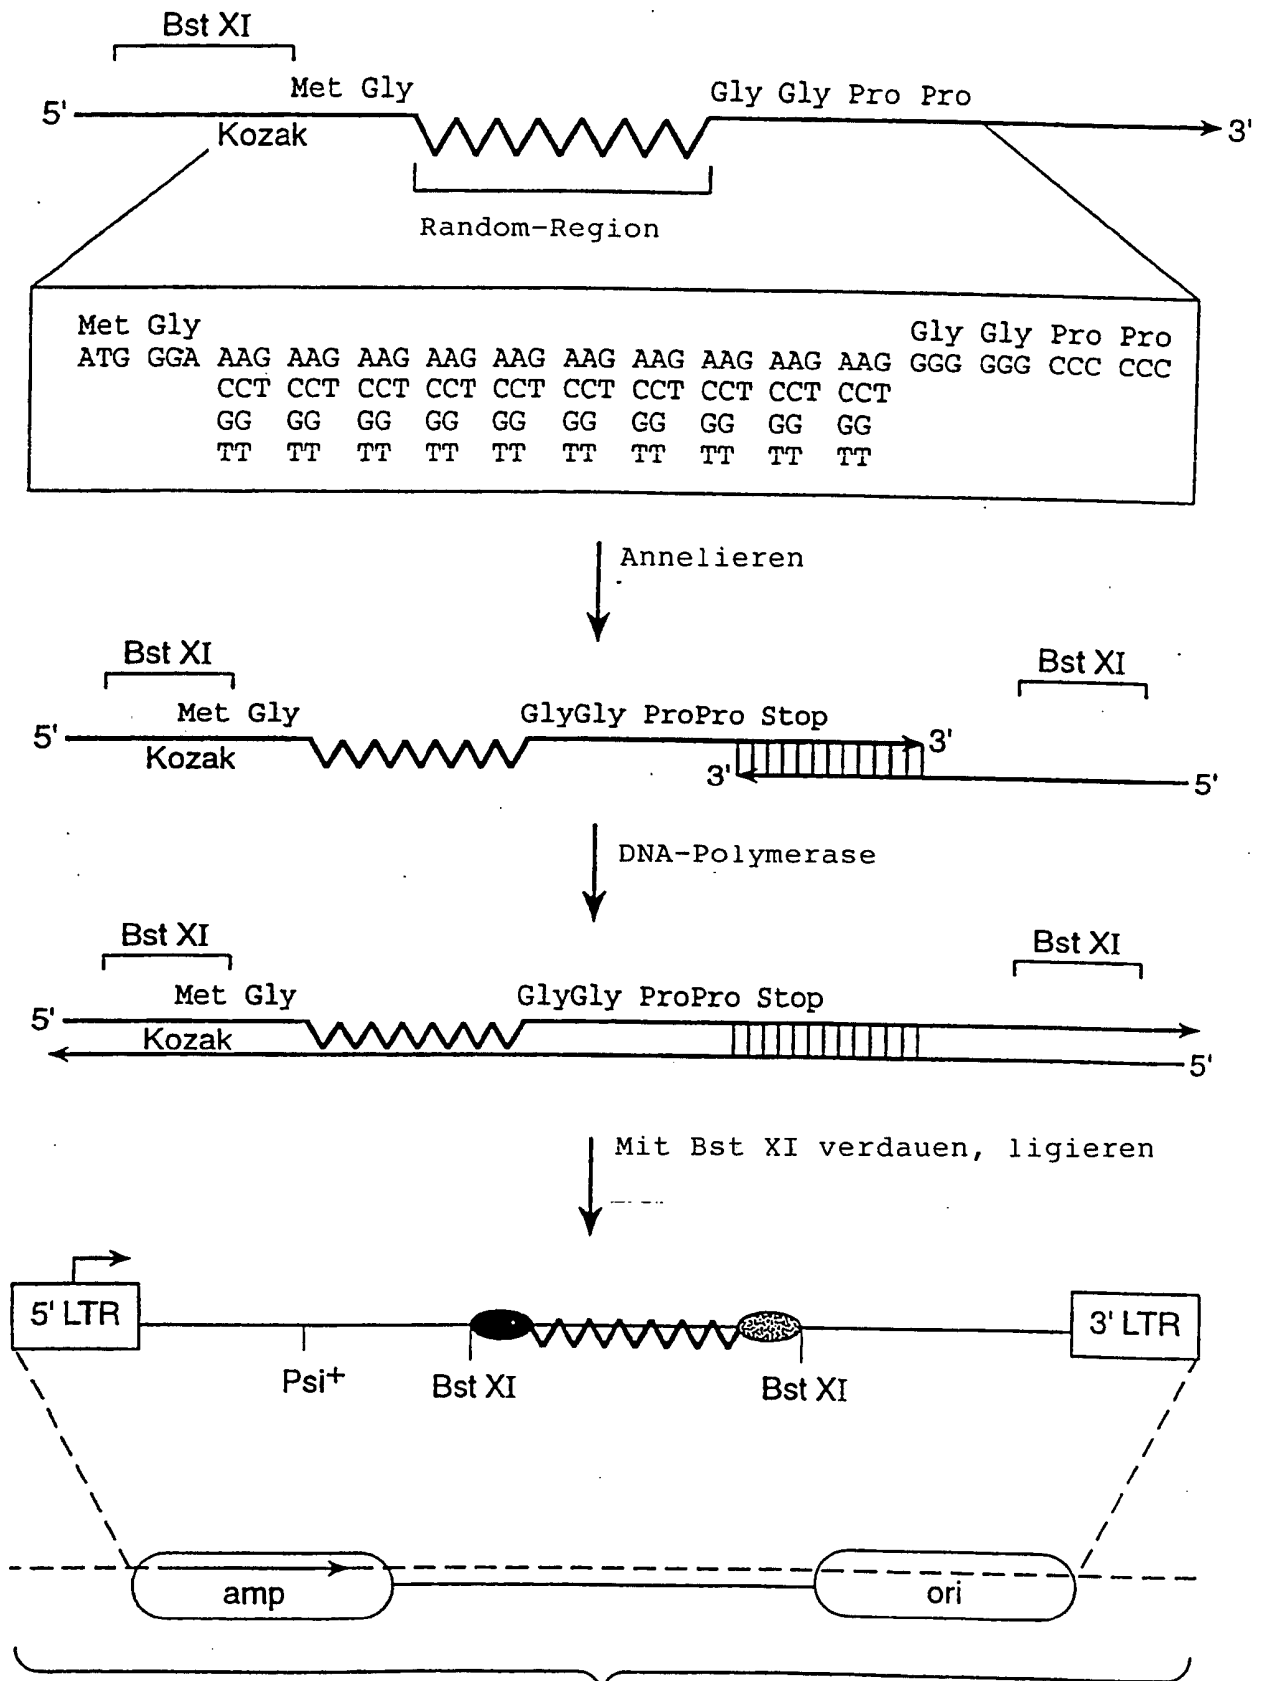 Bst XI
Met Gly
Gly Gly Pro Pro
5'
3'
Kozak
Random-Region
Met Gly
Gly Gly Pro Pro
ATG GGA AAG AAG AAG AAG AAG AAG AAG AAG AAG AAG GGG GGG CCC CCC
CCT CCT CCT CCT CCT CCT CCT CCT CCT CCT
GG GG GG GG GG GG GG GG GG GG
TT TT TT TT TT TT TT TT TT TT
Annelieren
Bst XI
Bst XI
Met Gly
GlyGly ProPro Stop
5'
3'
Kozak
3'
5'
DNA-Polymerase
Bst XI
Bst XI
Met Gly
GlyGly ProPro Stop
5'
Kozak
5'
Mit Bst XI verdauen, ligieren
5' LTR
3' LTR
Psi+
Bst XI
Bst XI
amp
ori